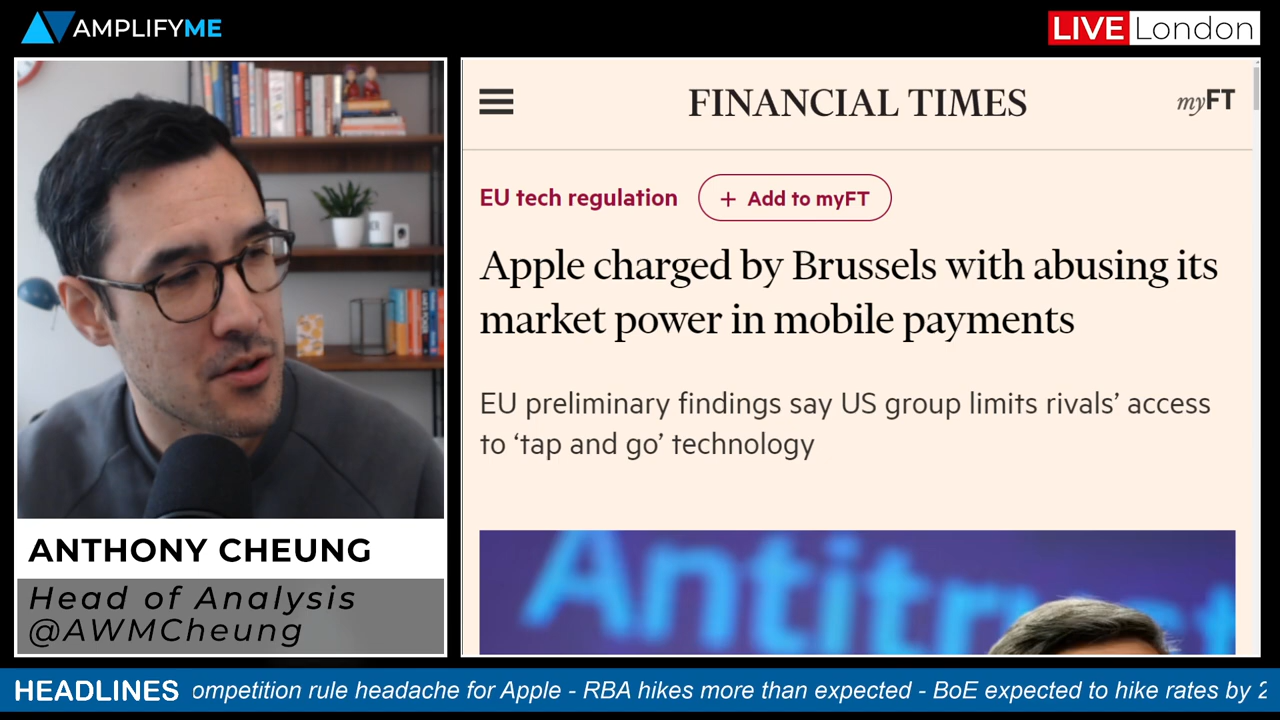 AMPLIFYME
LIVE London
ANTHONY CHEUNG
Head of Analysis
@AWMCheung
FINANCIAL TIMES
myFT
EU tech regulation
+ Add to myFT
Apple charged by Brussels with abusing its
market power in mobile payments
EU preliminary findings say US group limits rivals’ access
to ‘tap and go’ technology
Antitrust
HEADLINES ompetition rule headache for Apple - RBA hikes more than expected - BoE expected to hike rates by 2